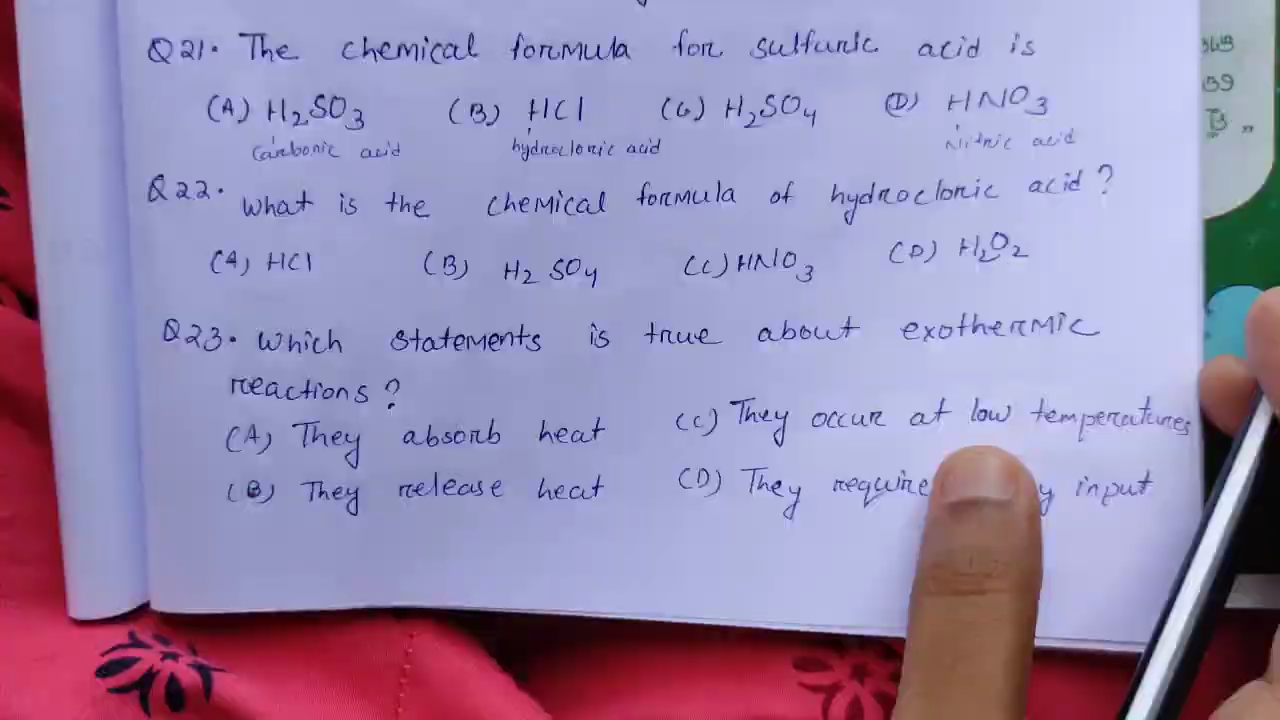 Q21. The chemical formula for sulfuric acid is
(A) H2SO3 (B) HCl (C) H2SO4 (D) HNO3
Carbonic acid hydrocloric acid Nitric acid
Q22. What is the chemical formula of hydrocloric acid?
(A) HCl (B) H2SO4 (C) HNO3 (D) H2O2
Q23. Which statements is true about exothermic
reactions?
(A) They absorb heat (C) They occur at low temperatures
(B) They release heat (D) They require input